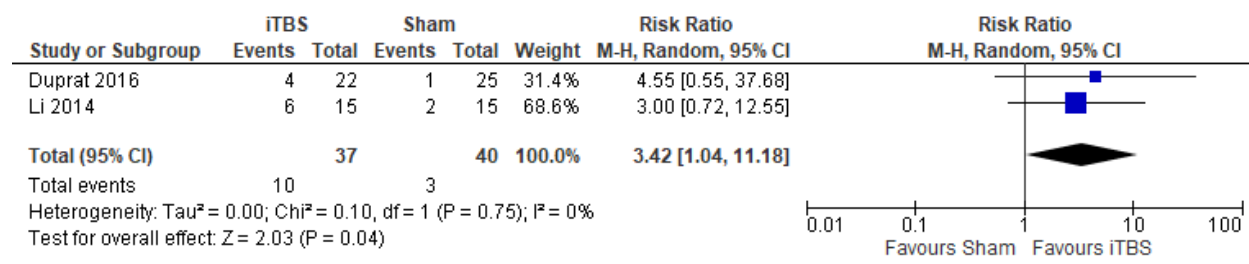 iTBS Sham Risk Ratio Risk Ratio
Study or Subgroup Events Total Events Total Weight M-H, Random, 95% CI M-H, Random, 95% CI
Duprat 2016 4 22 1 25 31.4% 4.55 [0.55, 37.68]
Li 2014 6 15 2 15 68.6% 3.00 [0.72, 12.55]
Total (95% CI) 37 40 100.0% 3.42 [1.04, 11.18]
Total events 10 3
Heterogeneity: Tau² = 0.00; Chi² = 0.10, df = 1 (P = 0.75); I² = 0%
Test for overall effect: Z = 2.03 (P = 0.04)
0.01 0.1 1 10 100
Favours Sham Favours iTBS